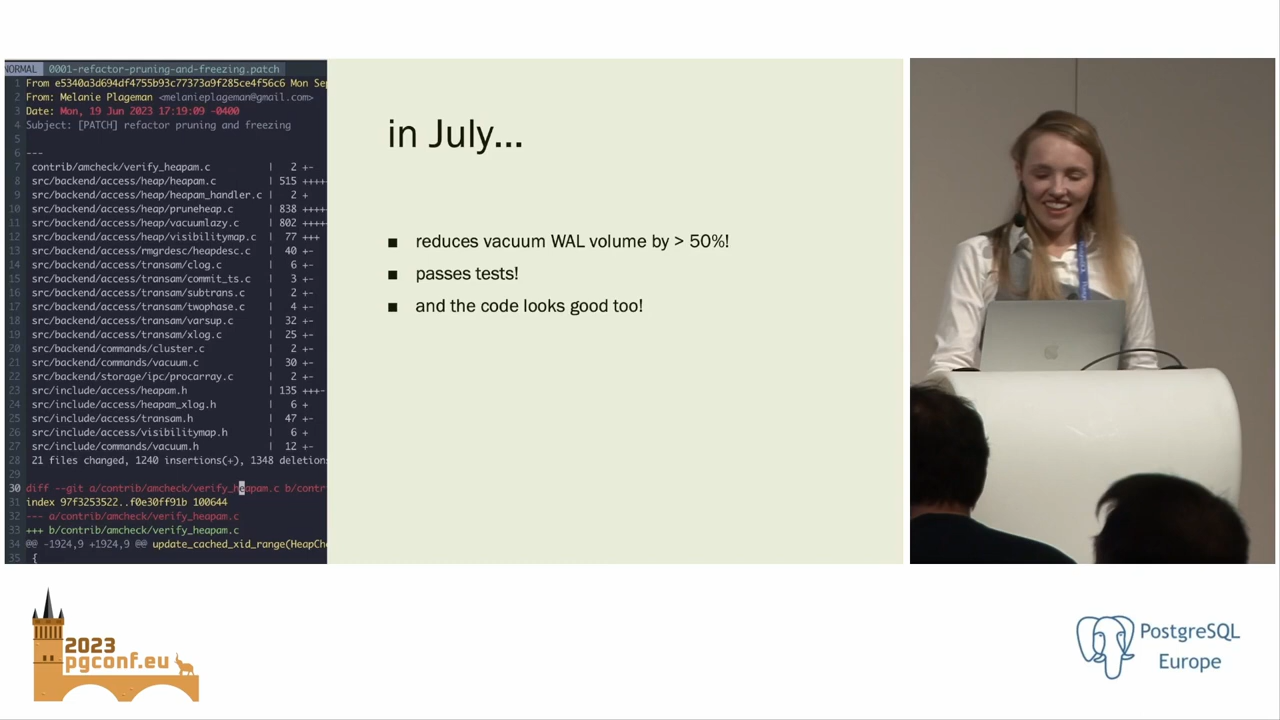 NORMAL 0001-refactor-pruning-and-freezing.patch
1 From e5340a3d694df4755b93c77373a9f285ce4f56c6 Mon Sep
2 From: Melanie Plageman <melanieplageman@gmail.com>
3 Date: Mon, 19 Jun 2023 17:19:09 -0400
4 Subject: [PATCH] refactor pruning and freezing
5
6 ---
7 contrib/amcheck/verify_heapam.c | 2 +-
8 src/backend/access/heap/heapam.c | 515 ++++
9 src/backend/access/heap/heapam_handler.c | 2 +
10 src/backend/access/heap/pruneheap.c | 838 ++++
11 src/backend/access/heap/vacuumlazy.c | 802 ++++
12 src/backend/access/heap/visibilitymap.c | 77 +++
13 src/backend/access/rmgrdesc/heapdesc.c | 40 +-
14 src/backend/access/transam/clog.c | 6 +-
15 src/backend/access/transam/commit_ts.c | 3 +-
16 src/backend/access/transam/subtrans.c | 2 +-
17 src/backend/access/transam/twophase.c | 4 +-
18 src/backend/access/transam/varsup.c | 32 +-
19 src/backend/access/transam/xlog.c | 25 +-
20 src/backend/commands/cluster.c | 2 +-
21 src/backend/commands/vacuum.c | 30 +-
22 src/backend/storage/ipc/procarray.c | 2 +-
23 src/include/access/heapam.h | 135 +++-
24 src/include/access/heapam_xlog.h | 6 +
25 src/include/access/transam.h | 47 +-
26 src/include/access/visibilitymap.h | 6 +
27 src/include/commands/vacuum.h | 12 +-
28 21 files changed, 1240 insertions(+), 1348 deletion
29
30 diff --git a/contrib/amcheck/verify_heapam.c b/contr
31 index 97f3253522..f0e30ff91b 100644
32 --- a/contrib/amcheck/verify_heapam.c
33 +++ b/contrib/amcheck/verify_heapam.c
34 @@ -1924,9 +1924,9 @@ update_cached_xid_range(HeapCh
35 {
in July...
■ reduces vacuum WAL volume by > 50%!
■ passes tests!
■ and the code looks good too!
2023
pgconf.eu
PostgreSQL
Europe